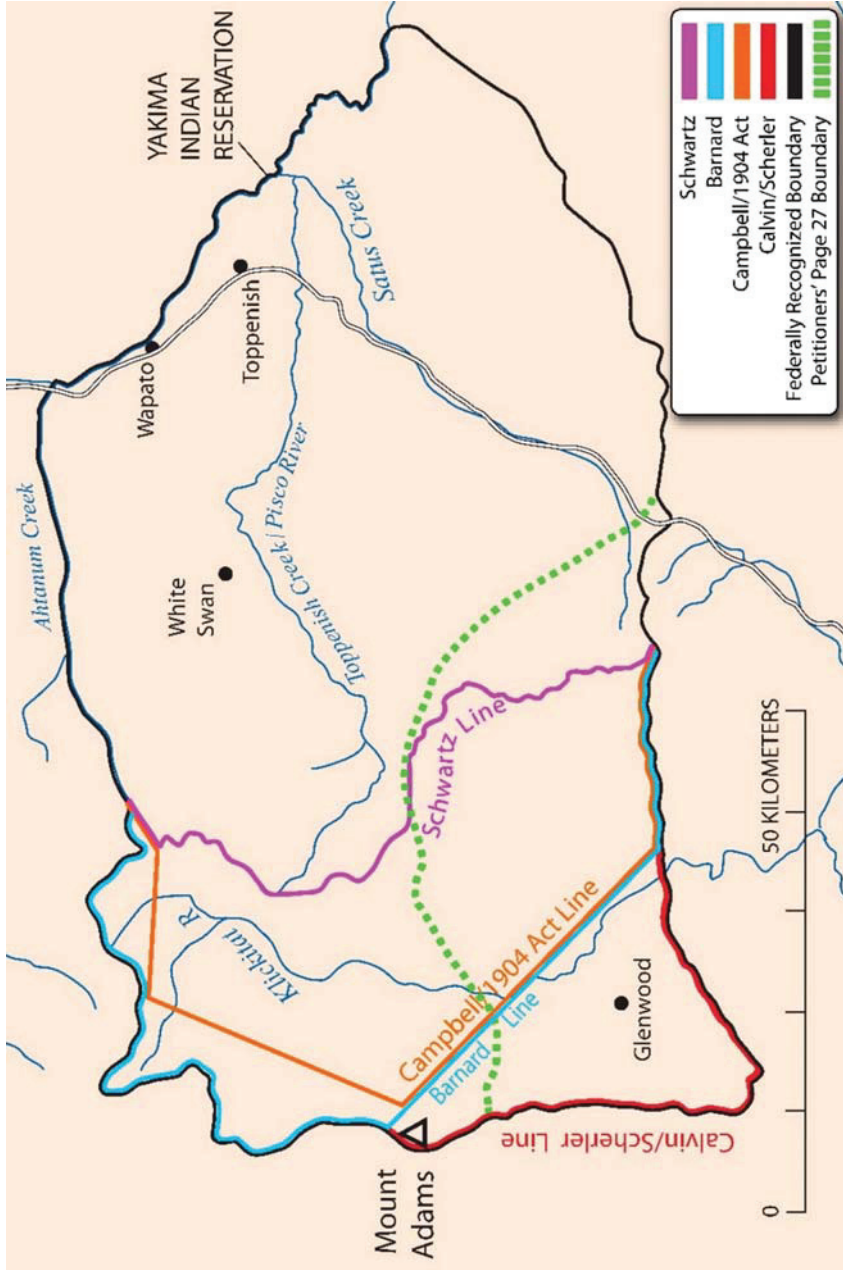 YAKIMA
INDIAN
RESERVATION
Ahtanum Creek
Wapato
Toppenish
Satus Creek
White
Swan
Toppenish Creek / Pisco River
Schwartz Line
Klickitat R
Campbell/1904 Act Line
Barnard Line
Mount
Adams
Glenwood
Calvin/Scherler Line
0
50 KILOMETERS
Schwartz
Barnard
Campbell/1904 Act
Calvin/Scherler
Federally Recognized Boundary
Petitioners' Page 27 Boundary